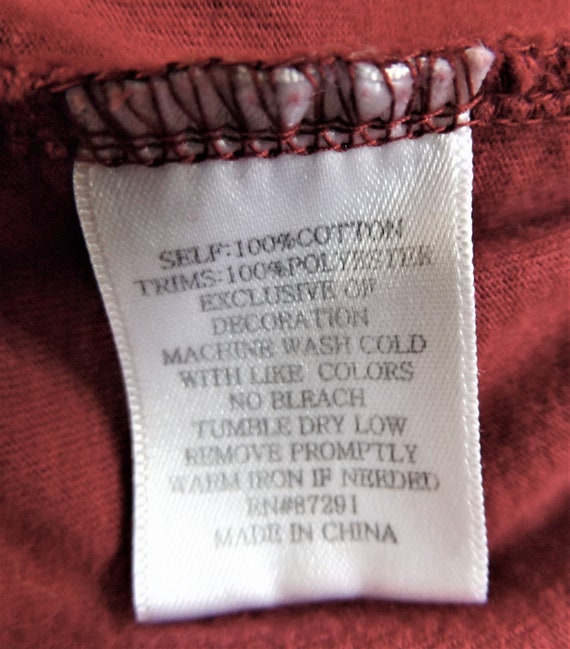 SELF:100%COTTON
TRIMS:100%POLYESTER
EXCLUSIVE OF
DECORATION
MACHINE WASH COLD
WITH LIKE COLORS
NO BLEACH
TUMBLE DRY LOW
REMOVE PROMPTLY
WARM IRON IF NEEDED
RN#87291
MADE IN CHINA